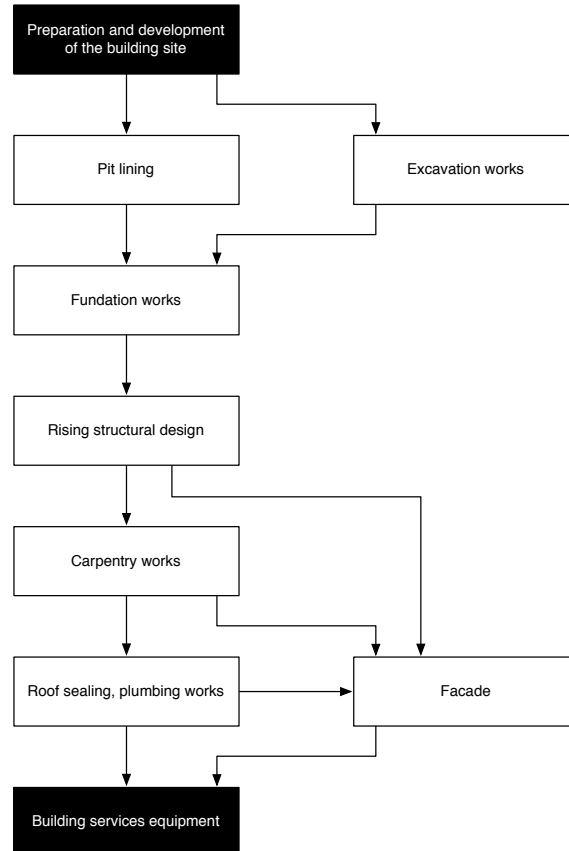 Preparation and development
of the building site
Pit lining
Excavation works
Fundation works
Rising structural design
Carpentry works
Roof sealing, plumbing works
Facade
Building services equipment